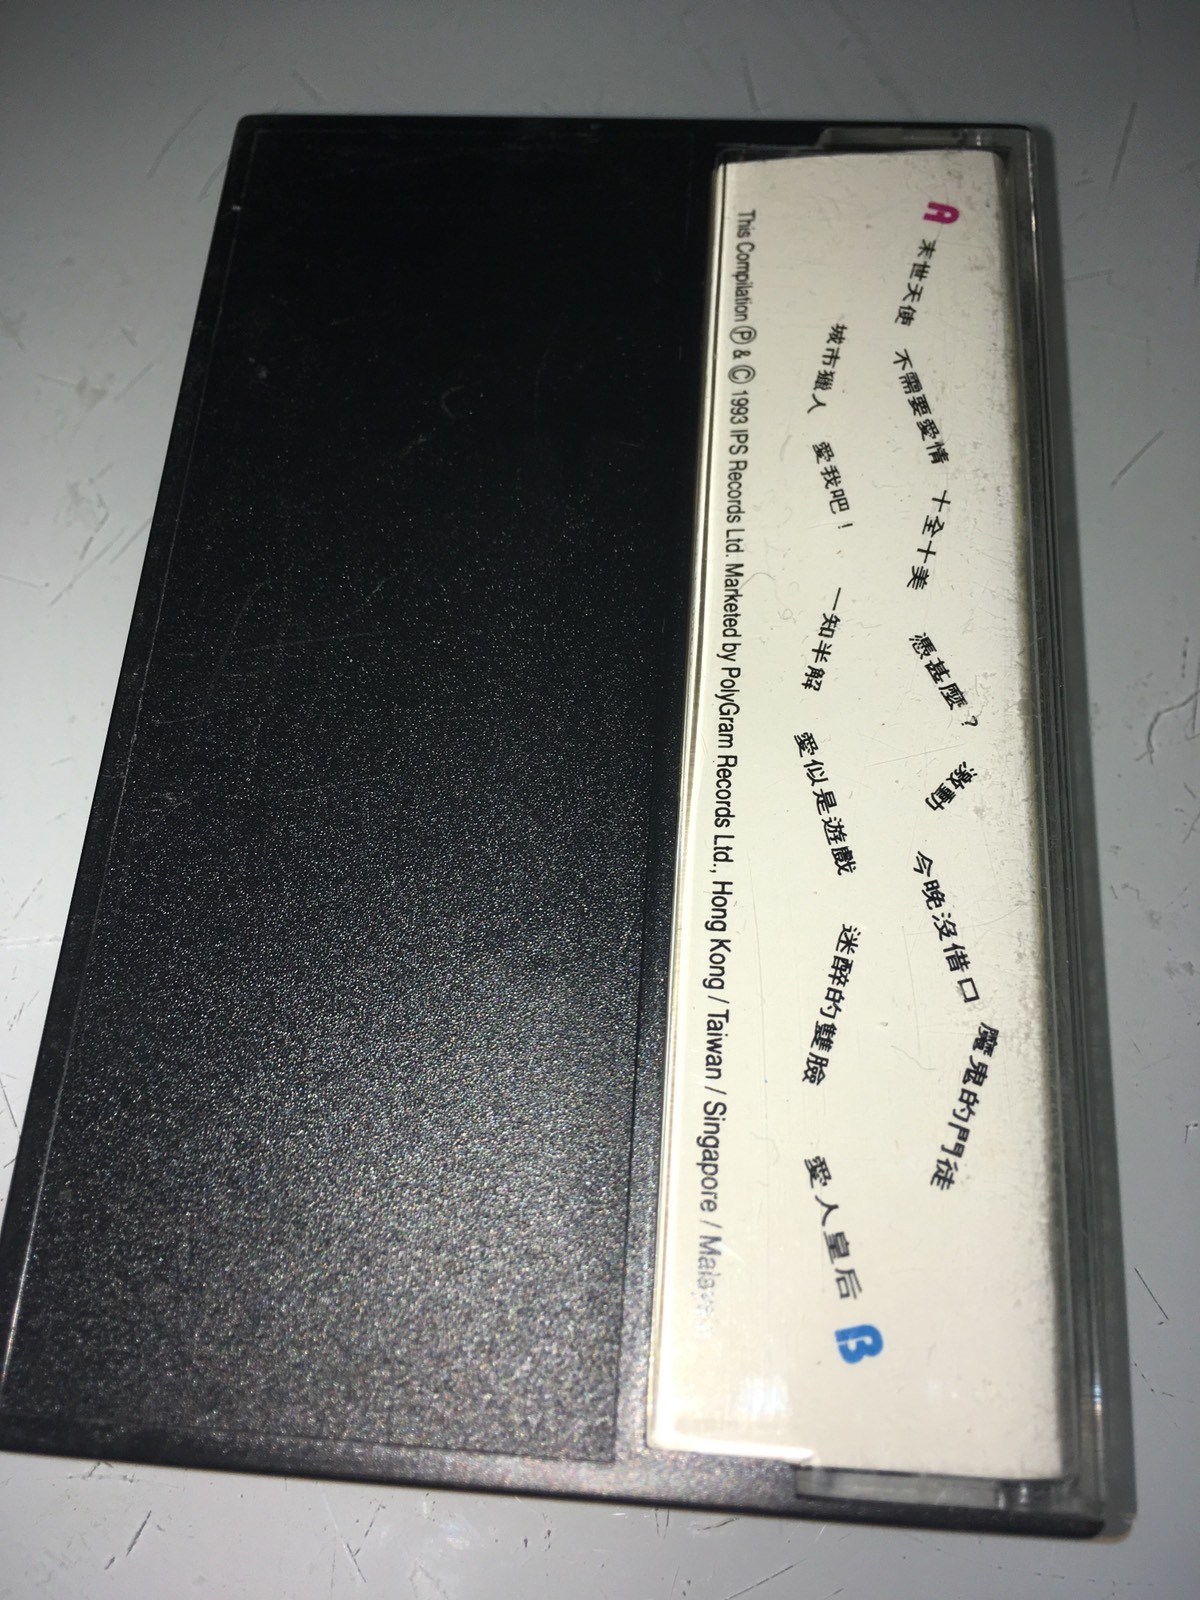 A 末世天使 不需要愛情 十全十美 憑甚麼? 激夢 今晚沒借口 魔鬼的門徒
城市獵人 愛我吧! 一知半解 愛似是遊戲 迷醉的雙臉 愛人皇后 B
This Compilation Ⓟ & Ⓒ 1993 IPS Records Ltd. Marketed by PolyGram Records Ltd., Hong Kong / Taiwan / Singapore / Malaysia